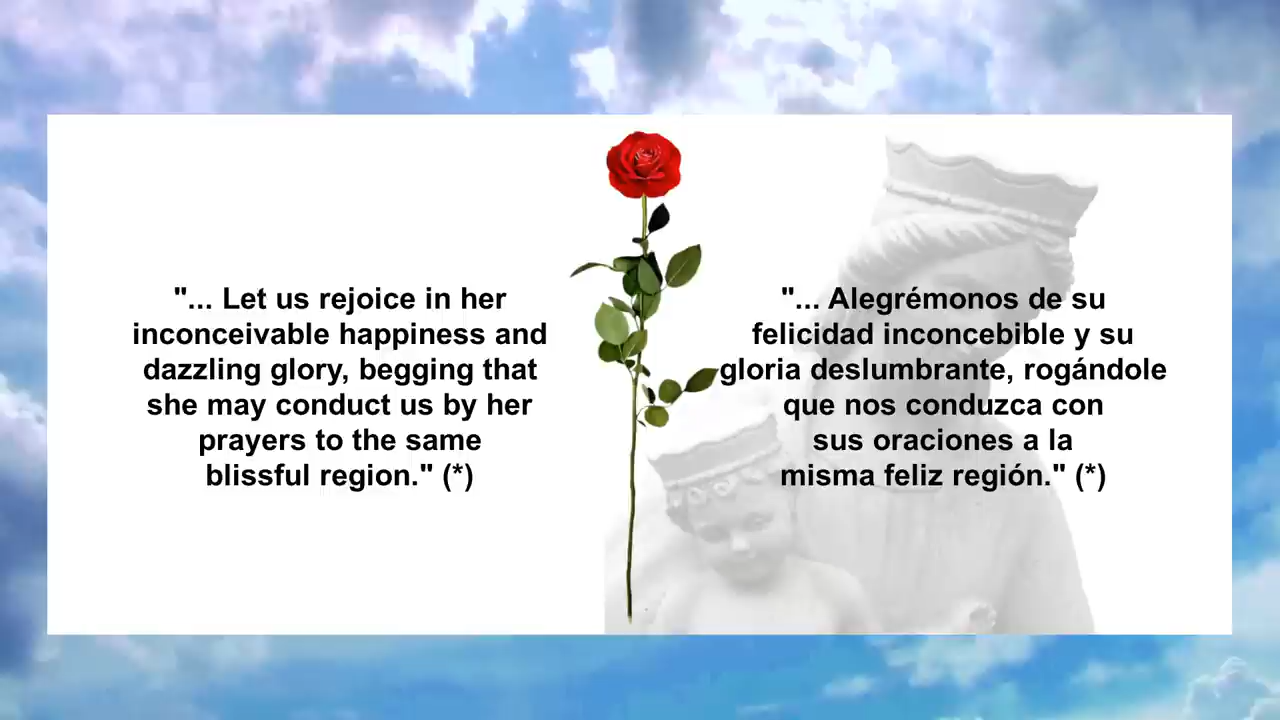 "... Let us rejoice in her
inconceivable happiness and
dazzling glory, begging that
she may conduct us by her
prayers to the same
blissful region." (*)
"... Alegrémonos de su
felicidad inconcebible y su
gloria deslumbrante, rogándole
que nos conduzca con
sus oraciones a la
misma feliz región." (*)